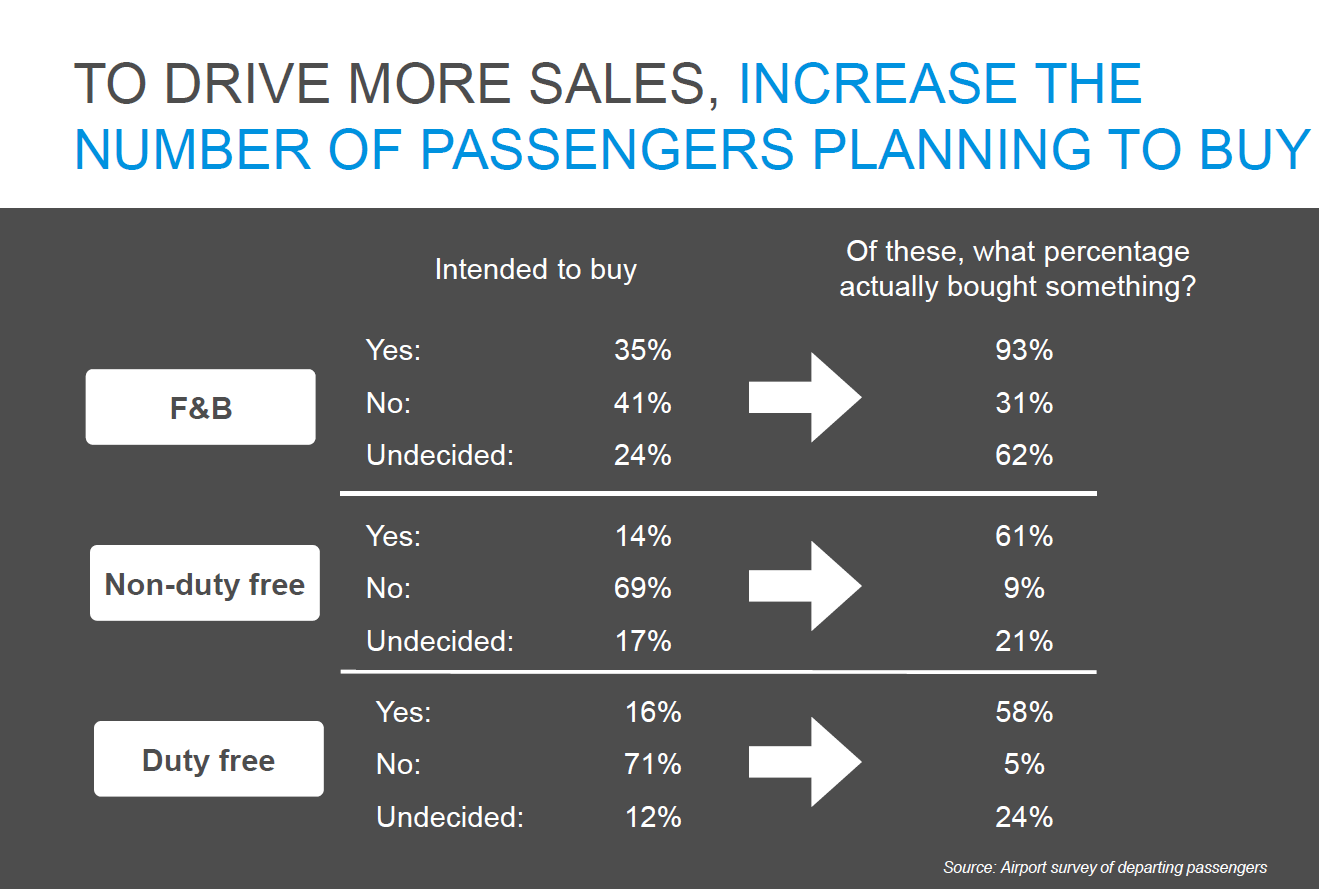 TO DRIVE MORE SALES, INCREASE THE
NUMBER OF PASSENGERS PLANNING TO BUY
Intended to buy
Of these, what percentage
actually bought something?
F&B
Yes: 35% 93%
No: 41% 31%
Undecided: 24% 62%
Non-duty free
Yes: 14% 61%
No: 69% 9%
Undecided: 17% 21%
Duty free
Yes: 16% 58%
No: 71% 5%
Undecided: 12% 24%
Source: Airport survey of departing passengers